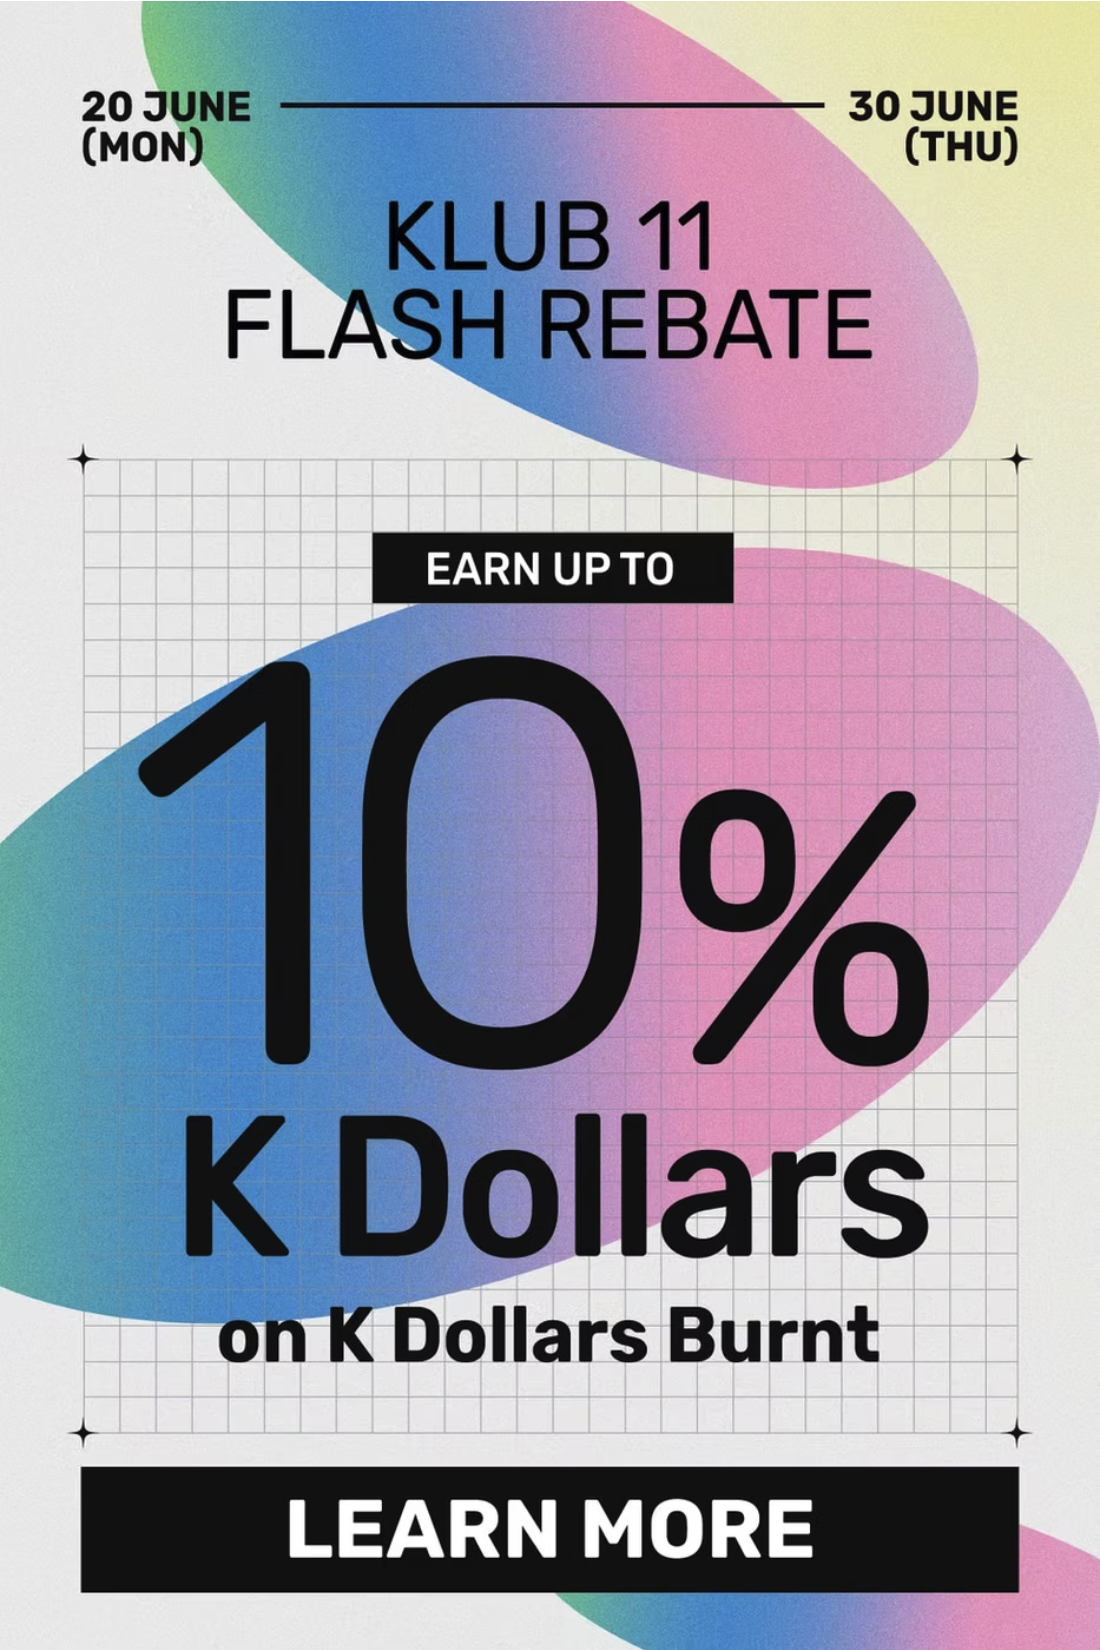 20 JUNE
(MON)
30 JUNE
(THU)
KLUB 11
FLASH REBATE
EARN UP TO
10%
K Dollars
on K Dollars Burnt
LEARN MORE